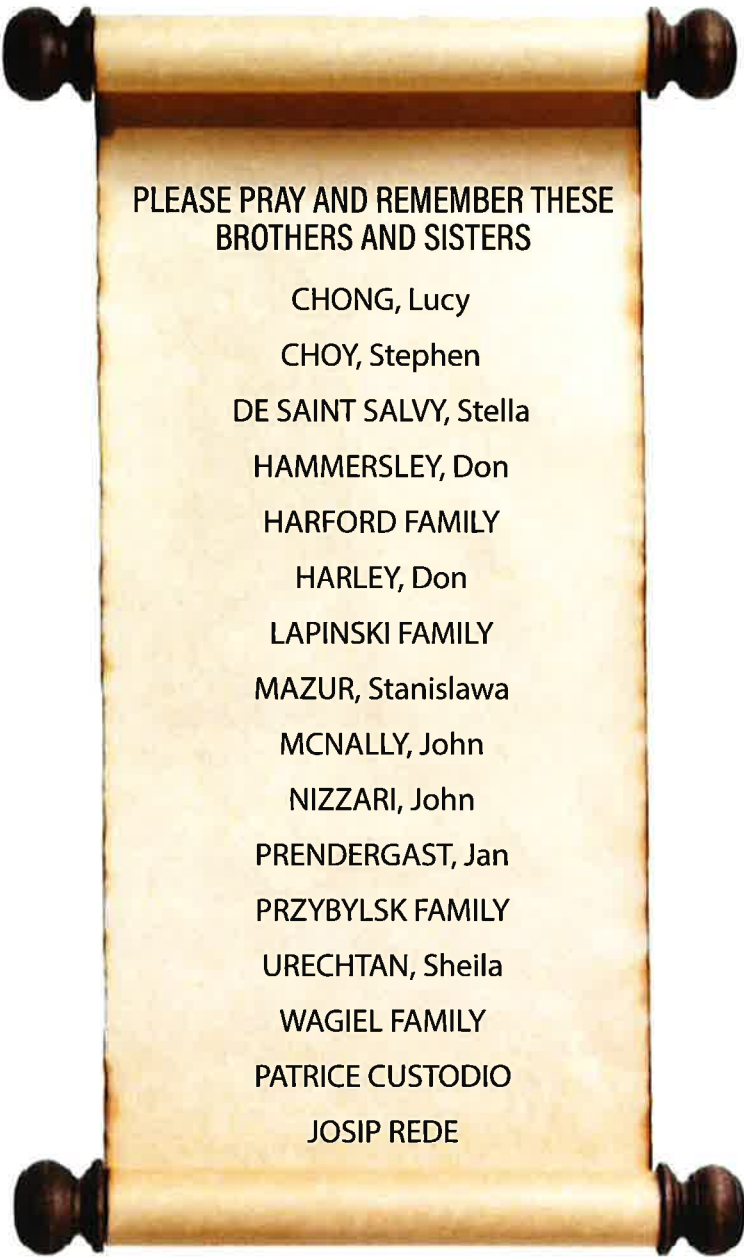 PLEASE PRAY AND REMEMBER THESE
BROTHERS AND SISTERS
CHONG, Lucy
CHOY, Stephen
DE SAINT SALVY, Stella
HAMMERSLEY, Don
HARFORD FAMILY
HARLEY, Don
LAPINSKI FAMILY
MAZUR, Stanislawa
MCNALLY, John
NIZZARI, John
PRENDERGAST, Jan
PRZYBYLSK FAMILY
URECHTAN, Sheila
WAGIEL FAMILY
PATRICE CUSTODIO
JOSIP REDE